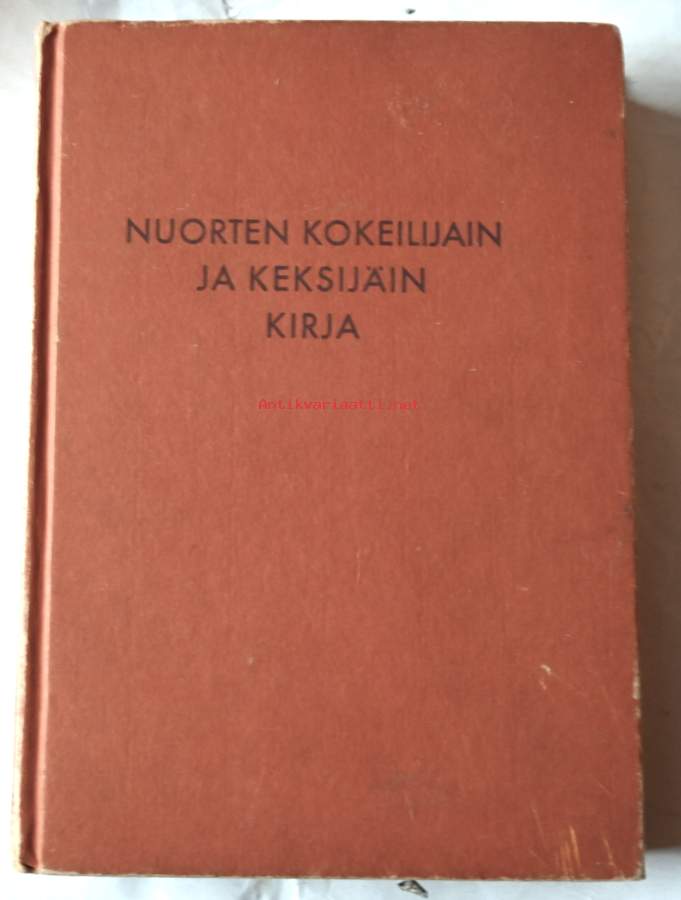 NUORTEN KOKEILIJAIN
JA KEKSIJÄIN
KIRJA
Antikvariaatti.net